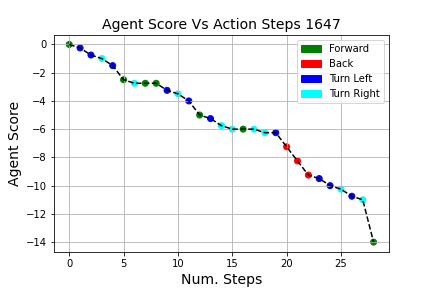 Agent Score Vs Action Steps 1647
Agent Score
0
−2
−4
−6
−8
−10
−12
−14
Forward
Back
Turn Left
Turn Right
0 5 10 15 20 25
Num. Steps